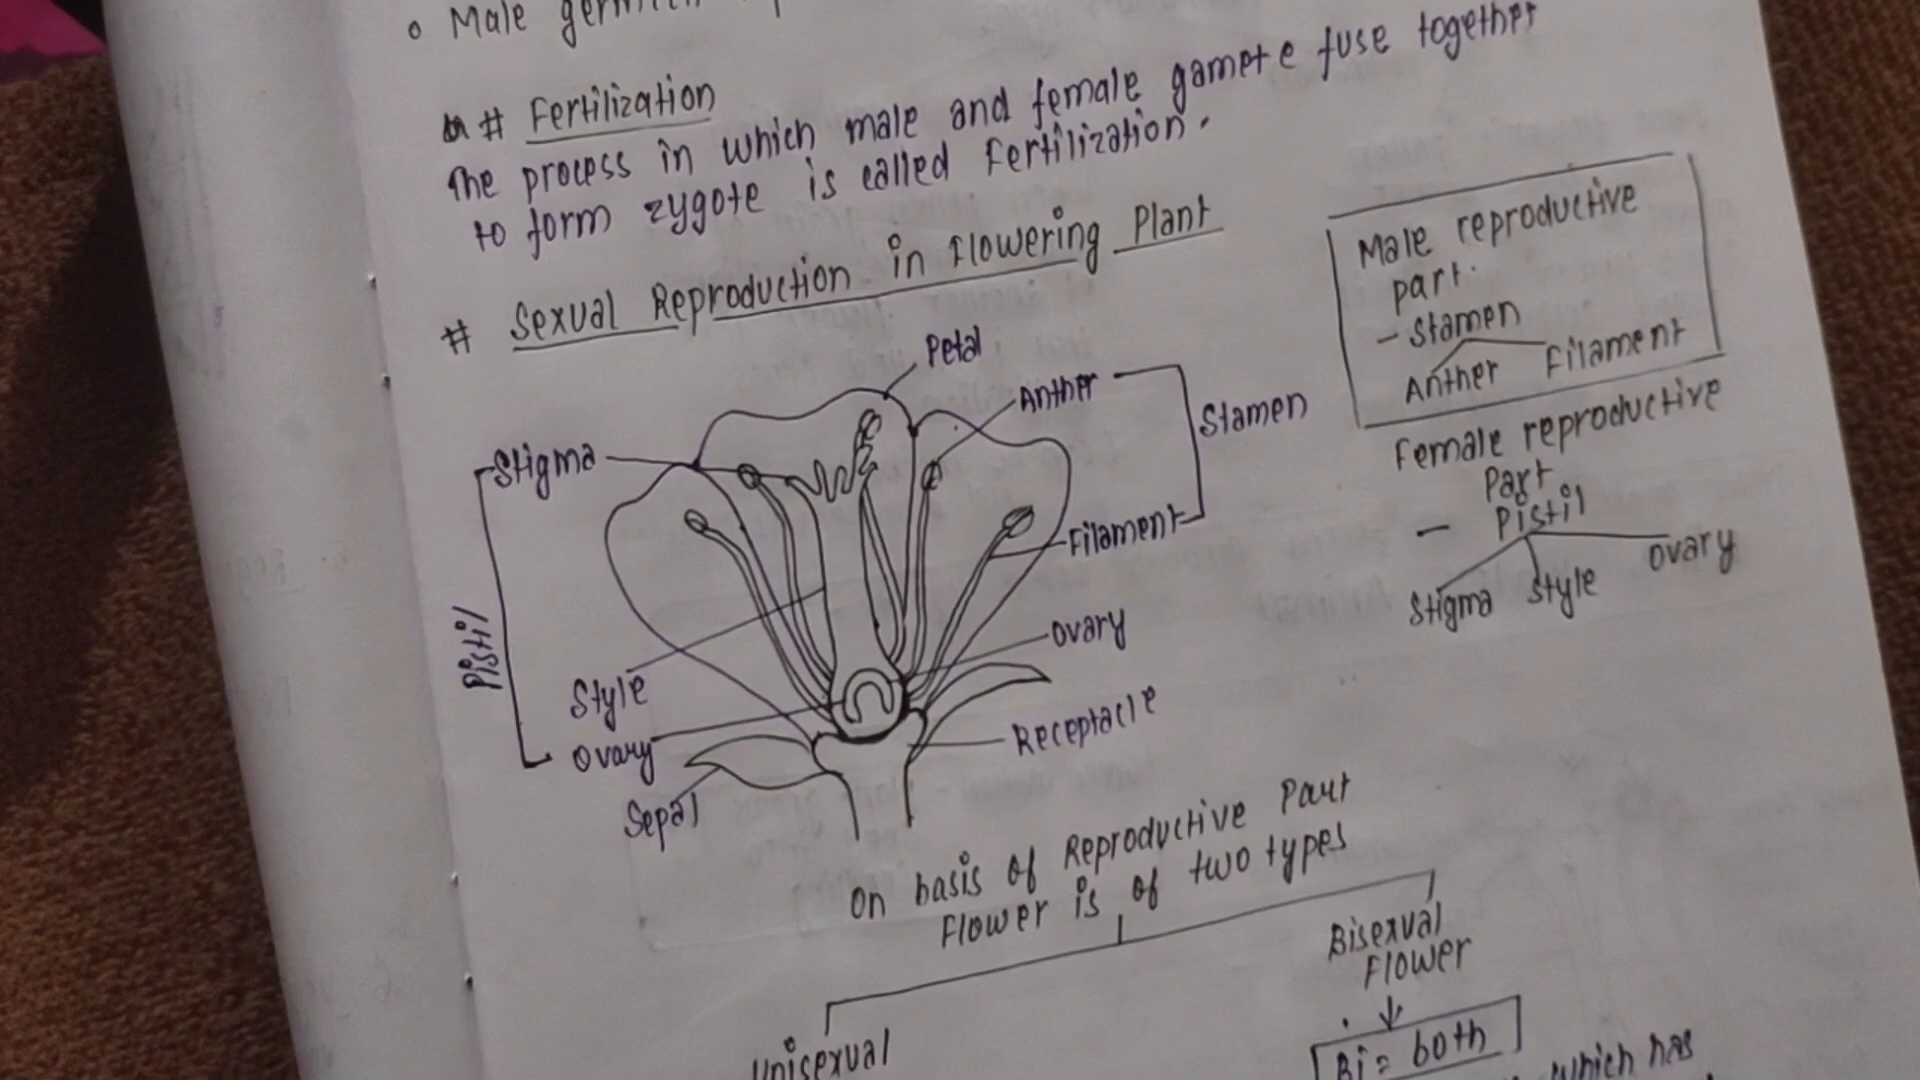 • Male
# Fertilization
The process in which male and female gamete fuse together
to form zygote is called Fertilization.
# Sexual Reproduction in Flowering Plant
Petal
Anther
Stamen
Stigma
Filament
Pistil
Ovary
Style
Ovary
Receptacle
Sepal
Male reproductive
part.
- Stamen
Anther Filament
Female reproductive
Part
- Pistil
Stigma Style Ovary
On basis of Reproductive Part
Flower is of two types
Unisexual
Bisexual
Flower
Bi = both
which has